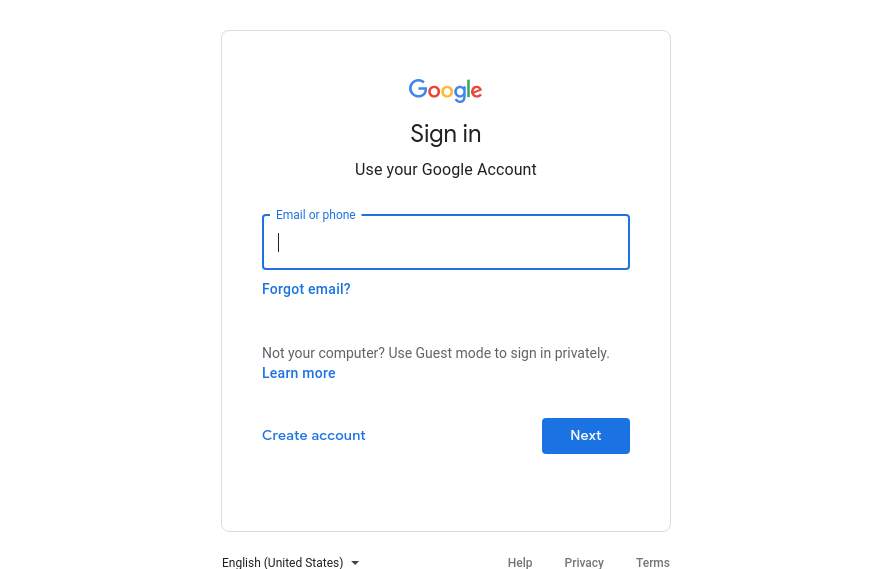 Google
Sign in
Use your Google Account
Email or phone
Forgot email?
Not your computer? Use Guest mode to sign in privately.
Learn more
Create account
Next
English (United States)
Help
Privacy
Terms